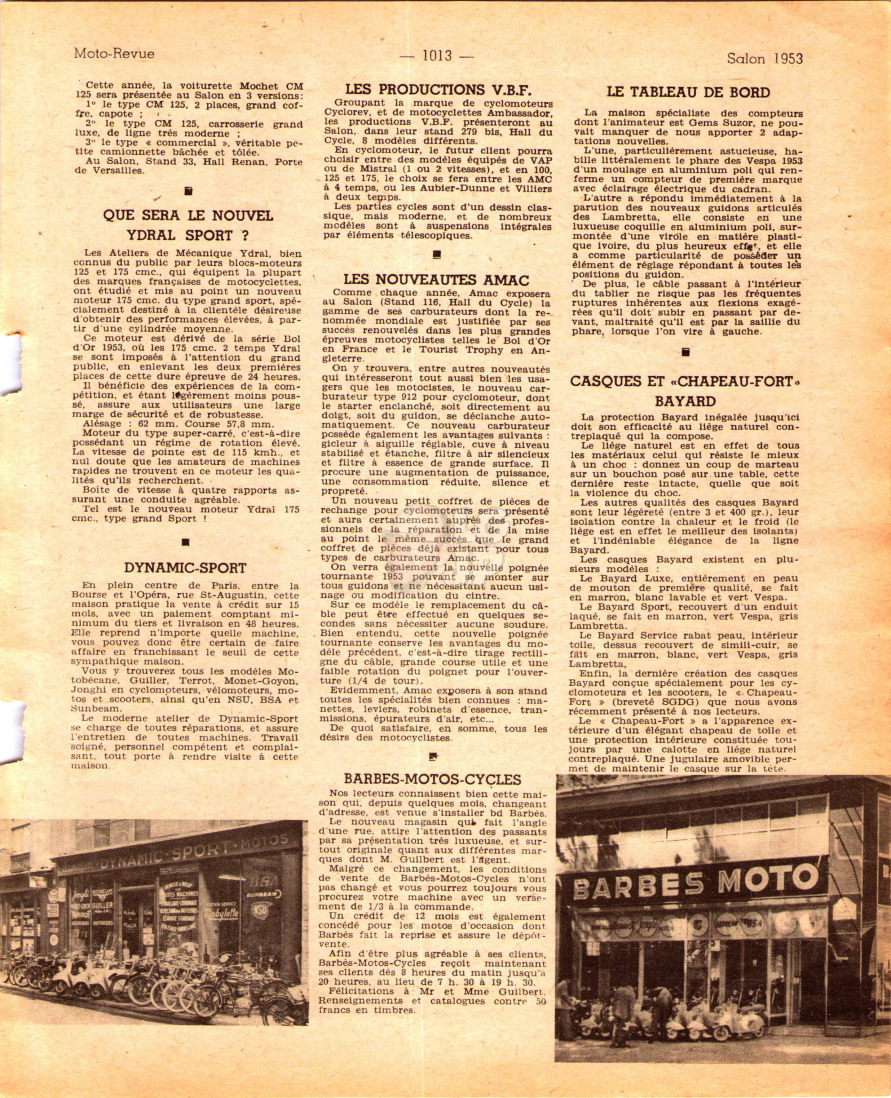 Moto-Revue
— 1013 —
Salon 1953
Cette année, la voiturette Mochet CM
125 sera présentée au Salon en 3 versions:
1° le type CM 125, 2 places, grand cof-
fre, capote ;
2° le type CM 125, carrosserie grand
luxe, de ligne très moderne ;
3° le type « commercial », véritable pe-
tite camionnette bâchée et tôlée.
Au Salon, Stand 33, Hall Renan, Porte
de Versailles.
QUE SERA LE NOUVEL
YDRAL SPORT ?
Les Ateliers de Mécanique Ydral, bien
connus du public par leurs blocs-moteurs
125 et 175 cmc., qui équipent la plupart
des marques françaises de motocyclettes,
ont étudié et mis au point un nouveau
moteur 175 cmc. du type grand sport, spé-
cialement destiné à la clientèle désireuse
d'obtenir des performances élevées, à par-
tir d'une cylindrée moyenne.
Ce moteur est dérivé de la série Bol
d'Or 1953, où les 175 cmc. 2 temps Ydral
se sont imposés à l'attention du grand
public, en enlevant les deux premières
places de cette dure épreuve de 24 heures.
Il bénéficie des expériences de la com-
pétition, et étant légèrement moins pous-
sé, assure aux utilisateurs une large
marge de sécurité et de robustesse.
Alésage : 62 mm. Course 57,8 mm.
Moteur du type super-carré, c'est-à-dire
possédant un régime de rotation élevé.
La vitesse de pointe est de 115 kmh., et
nul doute que les amateurs de machines
rapides ne trouvent en ce moteur les qua-
lités qu'ils recherchent.
Boîte de vitesse à quatre rapports as-
surant une conduite agréable.
Tel est le nouveau moteur Ydral 175
cmc., type grand Sport !
DYNAMIC-SPORT
En plein centre de Paris, entre la
Bourse et l'Opéra, rue St-Augustin, cette
maison pratique la vente à crédit sur 15
mois, avec un paiement comptant mi-
nimum du tiers et livraison en 48 heures.
Elle reprend n'importe quelle machine,
vous pouvez donc être certain de faire
affaire en franchissant le seuil de cette
sympathique maison.
Vous y trouverez tous les modèles Mo-
tobécane, Guiller, Terrot, Monet-Goyon,
Jonghi en cyclomoteurs, vélomoteurs, mo-
tos et scooters, ainsi qu'en NSU, BSA et
Sunbeam.
Le moderne atelier de Dynamic-Sport
se charge de toutes réparations, et assure
l'entretien de toutes machines. Travail
soigné, personnel compétent et complai-
sant, tout porte à rendre visite à cette
maison.
DYNAMIC-SPORT-MOTOS
GUILLER
SUNBEAM
NSU
Mobylette
LES PRODUCTIONS V.B.F.
Groupant la marque de cyclomoteurs
Cyclorev, et de motocyclettes Ambassador,
les productions V.B.F. présenteront au
Salon, dans leur stand 279 bis, Hall du
Cycle, 8 modèles différents.
En cyclomoteur, le futur client pourra
choisir entre des modèles équipés de VAP
ou de Mistral (1 ou 2 vitesses), et en 100,
125 et 175, le choix se fera entre les AMC
à 4 temps, ou les Aubier-Dunne et Villiers
à deux temps.
Les parties cycles sont d'un dessin clas-
sique, mais moderne, et de nombreux
modèles sont à suspensions intégrales
par éléments télescopiques.
LES NOUVEAUTES AMAC
Comme chaque année, Amac exposera
au Salon (Stand 116, Hall du Cycle) la
gamme de ses carburateurs dont la re-
nommée mondiale est justifiée par ses
succès renouvelés dans les plus grandes
épreuves motocyclistes telles le Bol d'Or
en France et le Tourist Trophy en An-
gleterre.
On y trouvera, entre autres nouveautés
qui intéresseront tout aussi bien les usa-
gers que les motocistes, le nouveau car-
burateur type 912 pour cyclomoteur, dont
le starter enclanché, soit directement au
doigt, soit du guidon, se déclanche auto-
matiquement. Ce nouveau carburateur
possède également les avantages suivants :
gicleur à aiguille réglable, cuve à niveau
stabilisé et étanche, filtre à air silencieux
et filtre à essence de grande surface. Il
procure une augmentation de puissance,
une consommation réduite, silence et
propreté.
Un nouveau petit coffret de pièces de
rechange pour cyclomoteurs sera présenté
et aura certainement auprès des profes-
sionnels de la réparation et de la mise
au point le même succès que le grand
coffret de pièces déjà existant pour tous
types de carburateurs Amac.
On verra également la nouvelle poignée
tournante 1953 pouvant se monter sur
tous guidons et ne nécessitant aucun usi-
nage ou modification du cintre.
Sur ce modèle le remplacement du câ-
ble peut être effectué en quelques se-
condes sans nécessiter aucune soudure.
Bien entendu, cette nouvelle poignée
tournante conserve les avantages du mo-
dèle précédent, c'est-à-dire tirage rectili-
gne du câble, grande course utile et une
faible rotation du poignet pour l'ouver-
ture (1/4 de tour).
Evidemment, Amac exposera à son stand
toutes les spécialités bien connues : ma-
nettes, leviers, robinets d'essence, tran-
missions, épurateurs d'air, etc...
De quoi satisfaire, en somme, tous les
désirs des motocyclistes.
BARBES-MOTOS-CYCLES
Nos lecteurs connaissent bien cette mai-
son qui, depuis quelques mois, changeant
d'adresse, est venue s'installer bd Barbès.
Le nouveau magasin qui fait l'angle
d'une rue, attire l'attention des passants
par sa présentation très luxueuse, et sur-
tout originale quant aux différentes mar-
ques dont M. Guilbert est l'agent.
Malgré ce changement, les conditions
de vente de Barbès-Motos-Cycles n'ont
pas changé et vous pourrez toujours vous
procurez votre machine avec un verse-
ment de 1/3 à la commande.
Un crédit de 12 mois est également
concédé pour les motos d'occasion dont
Barbès fait la reprise et assure le dépôt-
vente.
Afin d'être plus agréable à ses clients,
Barbès-Motos-Cycles reçoit maintenant
ses clients dès 8 heures du matin jusqu'à
20 heures, au lieu de 7 h. 30 à 19 h. 30.
Félicitations à Mr et Mme Guilbert.
Renseignements et catalogues contre 50
francs en timbres.
LE TABLEAU DE BORD
La maison spécialiste des compteurs
dont l'animateur est Gems Suzor, ne pou-
vait manquer de nous apporter 2 adap-
tations nouvelles.
L'une, particulièrement astucieuse, ha-
bille littéralement le phare des Vespa 1953
d'un moulage en aluminium poli qui ren-
ferme un compteur de première marque
avec éclairage électrique du cadran.
L'autre a répondu immédiatement à la
parution des nouveaux guidons articulés
des Lambretta, elle consiste en une
luxueuse coquille en aluminium poli, sur-
montée d'une virole en matière plasti-
que ivoire, du plus heureux effet, et elle
a comme particularité de posséder un
élément de réglage répondant à toutes les
positions du guidon.
De plus, le câble passant à l'intérieur
du tablier ne risque pas les fréquentes
ruptures inhérentes aux flexions exagé-
rées qu'il doit subir en passant par de-
vant, maltraité qu'il est par la saillie du
phare, lorsque l'on vire à gauche.
CASQUES ET «CHAPEAU-FORT»
BAYARD
La protection Bayard inégalée jusqu'ici
doit son efficacité au liège naturel con-
treplaqué qui la compose.
Le liège naturel est en effet de tous
les matériaux celui qui résiste le mieux
à un choc : donnez un coup de marteau
sur un bouchon posé sur une table, cette
dernière reste intacte, quelle que soit
la violence du choc.
Les autres qualités des casques Bayard
sont leur légèreté (entre 3 et 400 gr.), leur
isolation contre la chaleur et le froid (le
liège est en effet le meilleur des isolants)
et l'indéniable élégance de la ligne
Bayard.
Les casques Bayard existent en plu-
sieurs modèles :
Le Bayard Luxe, entièrement en peau
de mouton de première qualité, se fait
en marron, blanc lavable et vert Vespa.
Le Bayard Sport, recouvert d'un enduit
laqué, se fait en marron, vert Vespa, gris
Lambretta.
Le Bayard Service rabat peau, intérieur
toile, dessus recouvert de simili-cuir, se
fait en marron, blanc, vert Vespa, gris
Lambretta,
Enfin, la dernière création des casques
Bayard conçue spécialement pour les cy-
clomoteurs et les scooters, le « Chapeau-
Fort » (breveté SGDG) que nous avons
récemment présenté à nos lecteurs.
Le « Chapeau-Fort » a l'apparence ex-
térieure d'un élégant chapeau de toile et
une protection intérieure constituée tou-
jours par une calotte en liège naturel
contreplaqué. Une jugulaire amovible per-
met de maintenir le casque sur la tête.
BARBES MOTO
BSA